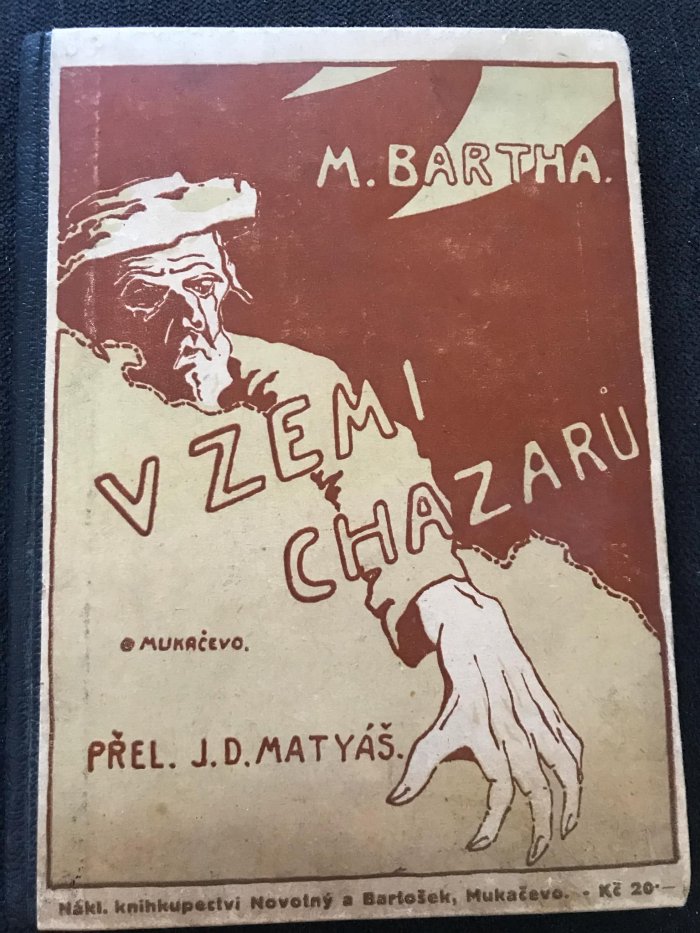 M. BARTHA.
V ZEMI
CHAZARŮ
MUKAČEVO.
PŘEL. J. D. MATYÁŠ.
Nákl. knihkupectví Novotný a Bartošek, Mukačevo. - Kč 20·—